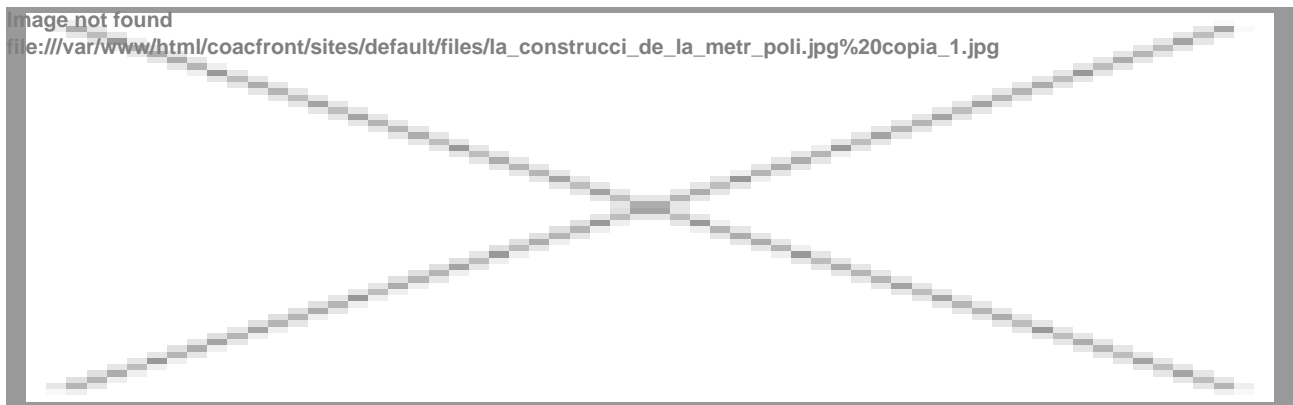 Image not found
file:///var/www/html/coacfront/sites/default/files/la_construcci_de_la_metr_poli.jpg%20copia_1.jpg